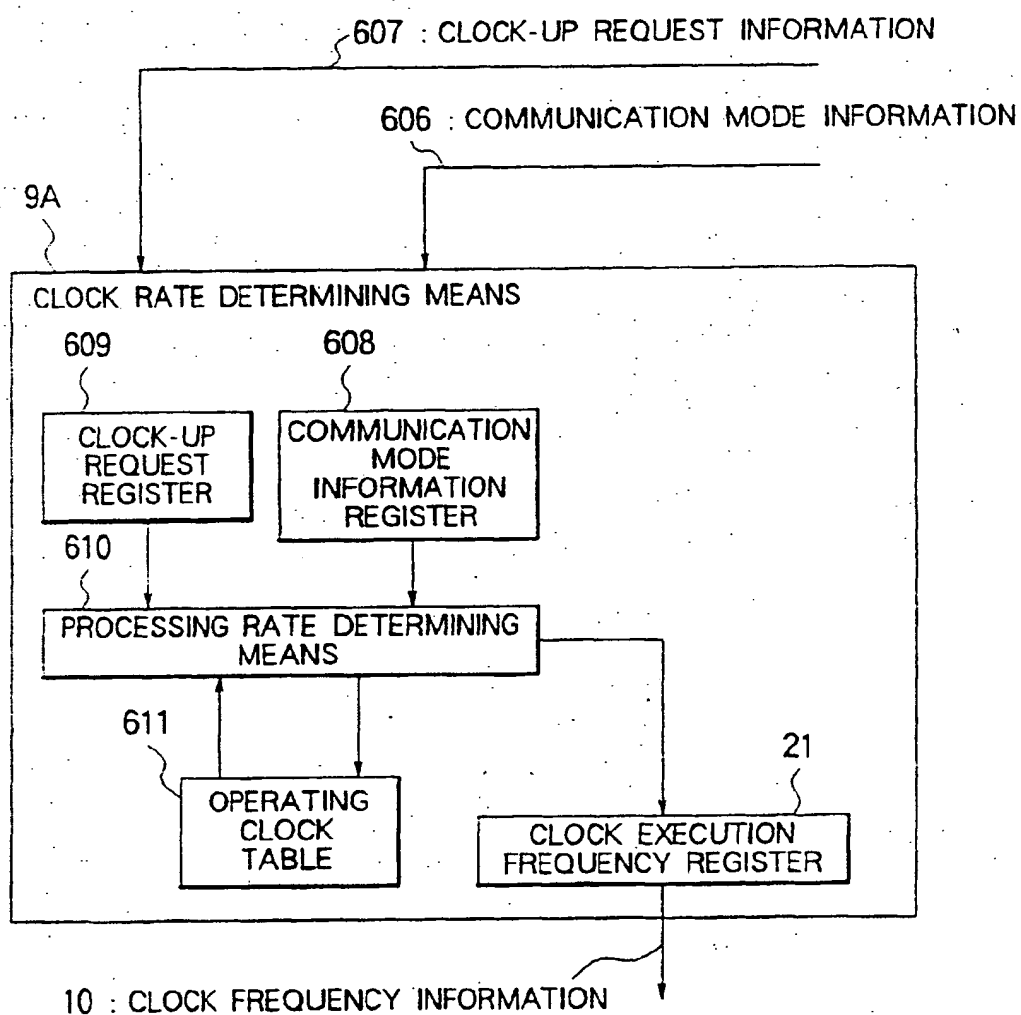 607 : CLOCK-UP REQUEST INFORMATION
606 : COMMUNICATION MODE INFORMATION
9A
CLOCK RATE DETERMINING MEANS
609
608
CLOCK-UP
REQUEST
REGISTER
COMMUNICATION
MODE
INFORMATION
REGISTER
610
PROCESSING RATE DETERMINING
MEANS
611
OPERATING
CLOCK
TABLE
21
CLOCK EXECUTION
FREQUENCY REGISTER
10 : CLOCK FREQUENCY INFORMATION